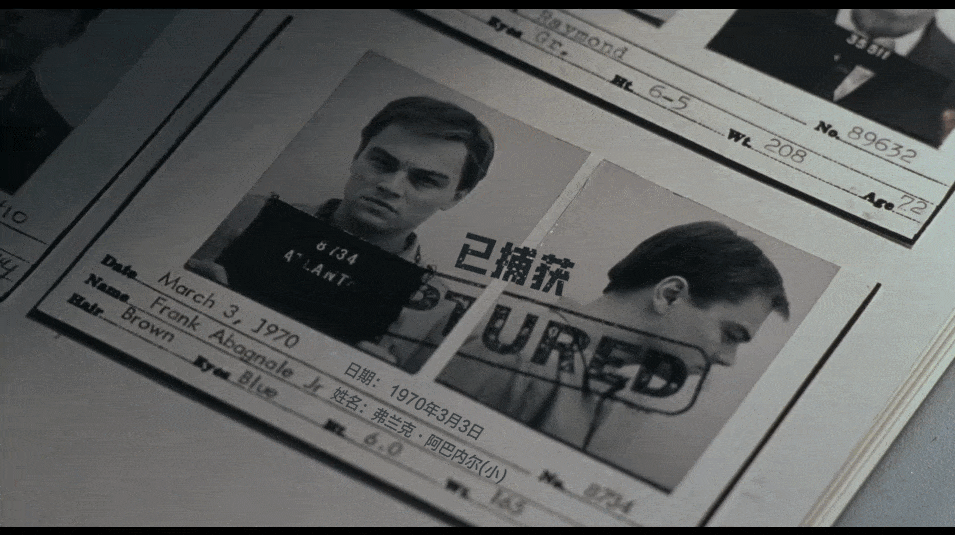 Raymond
Eyes Gr.
Ht. 6-5
No. 89632
Wt. 208
Age 72
35511
8734
ATLANTA
已捕获
PTURED
Date March 3, 1970
Name Frank Abagnale Jr
Hair Brown
Eyes Blue
Ht. 6.0
Wt. 165
No. 8734
日期：1970年3月3日
姓名：弗兰克·阿巴内尔(小)